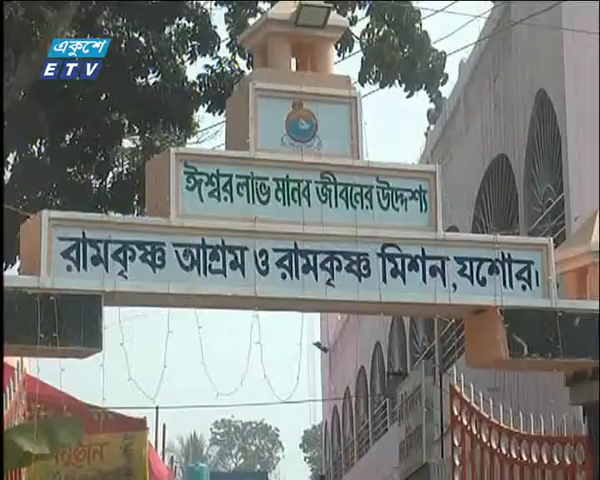 একুশে
ETV
ঈশ্বর লাভ মানব জীবনের উদ্দেশ্য
রামকৃষ্ণ আশ্রম ও রামকৃষ্ণ মিশন, যশোর।